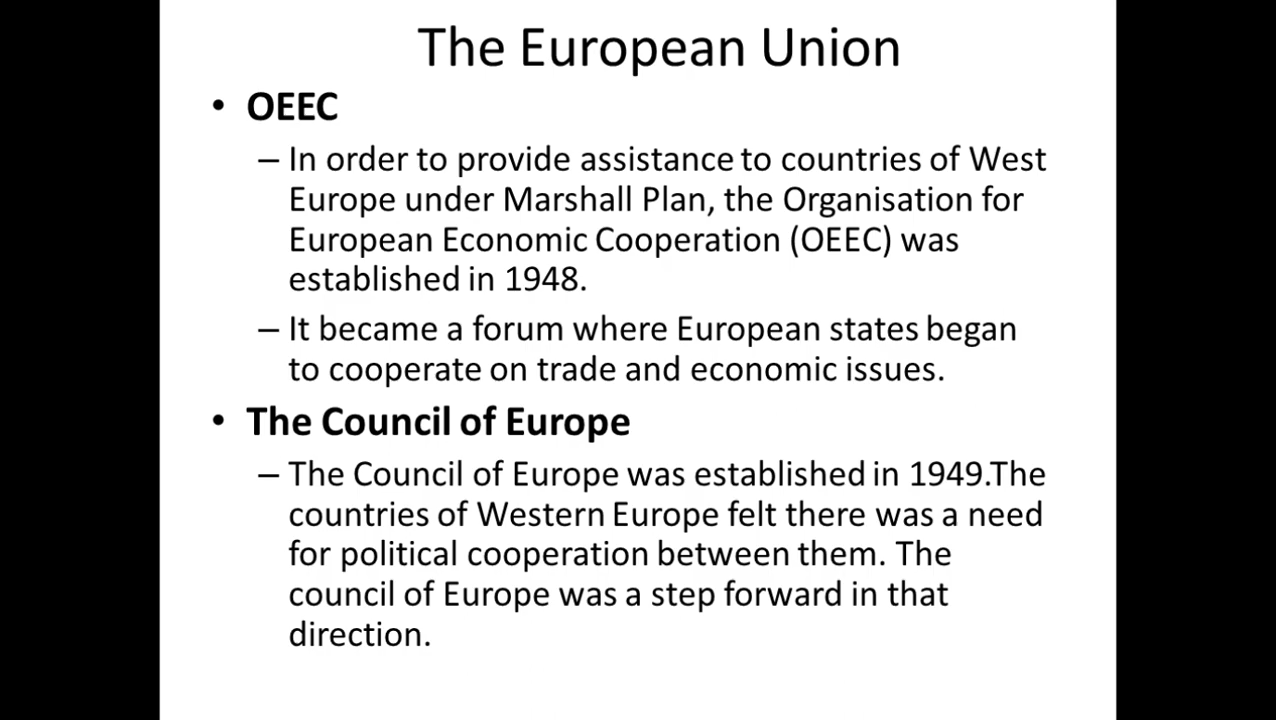 The European Union
• OEEC
– In order to provide assistance to countries of West
Europe under Marshall Plan, the Organisation for
European Economic Cooperation (OEEC) was
established in 1948.
– It became a forum where European states began
to cooperate on trade and economic issues.
• The Council of Europe
– The Council of Europe was established in 1949.The
countries of Western Europe felt there was a need
for political cooperation between them. The
council of Europe was a step forward in that
direction.